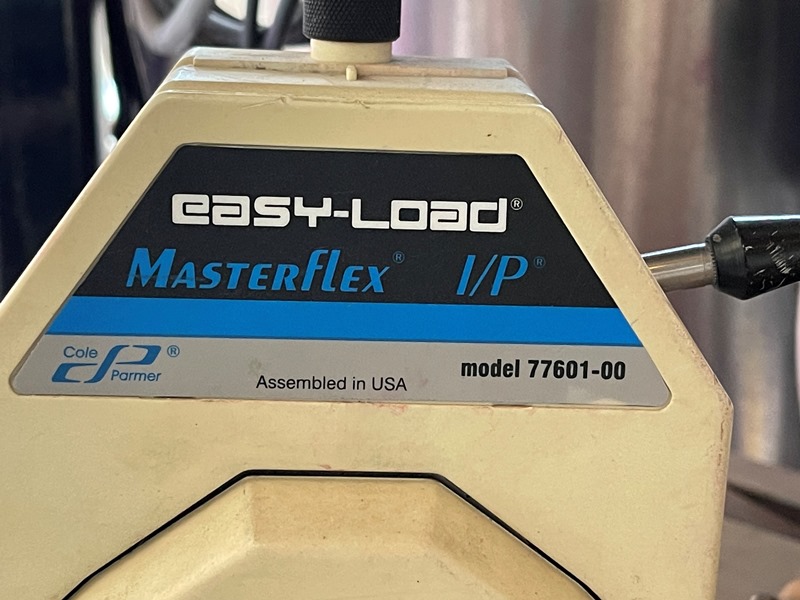 easy-Load®
Masterflex® I/P®
Cole Parmer ®
Assembled in USA
model 77601-00